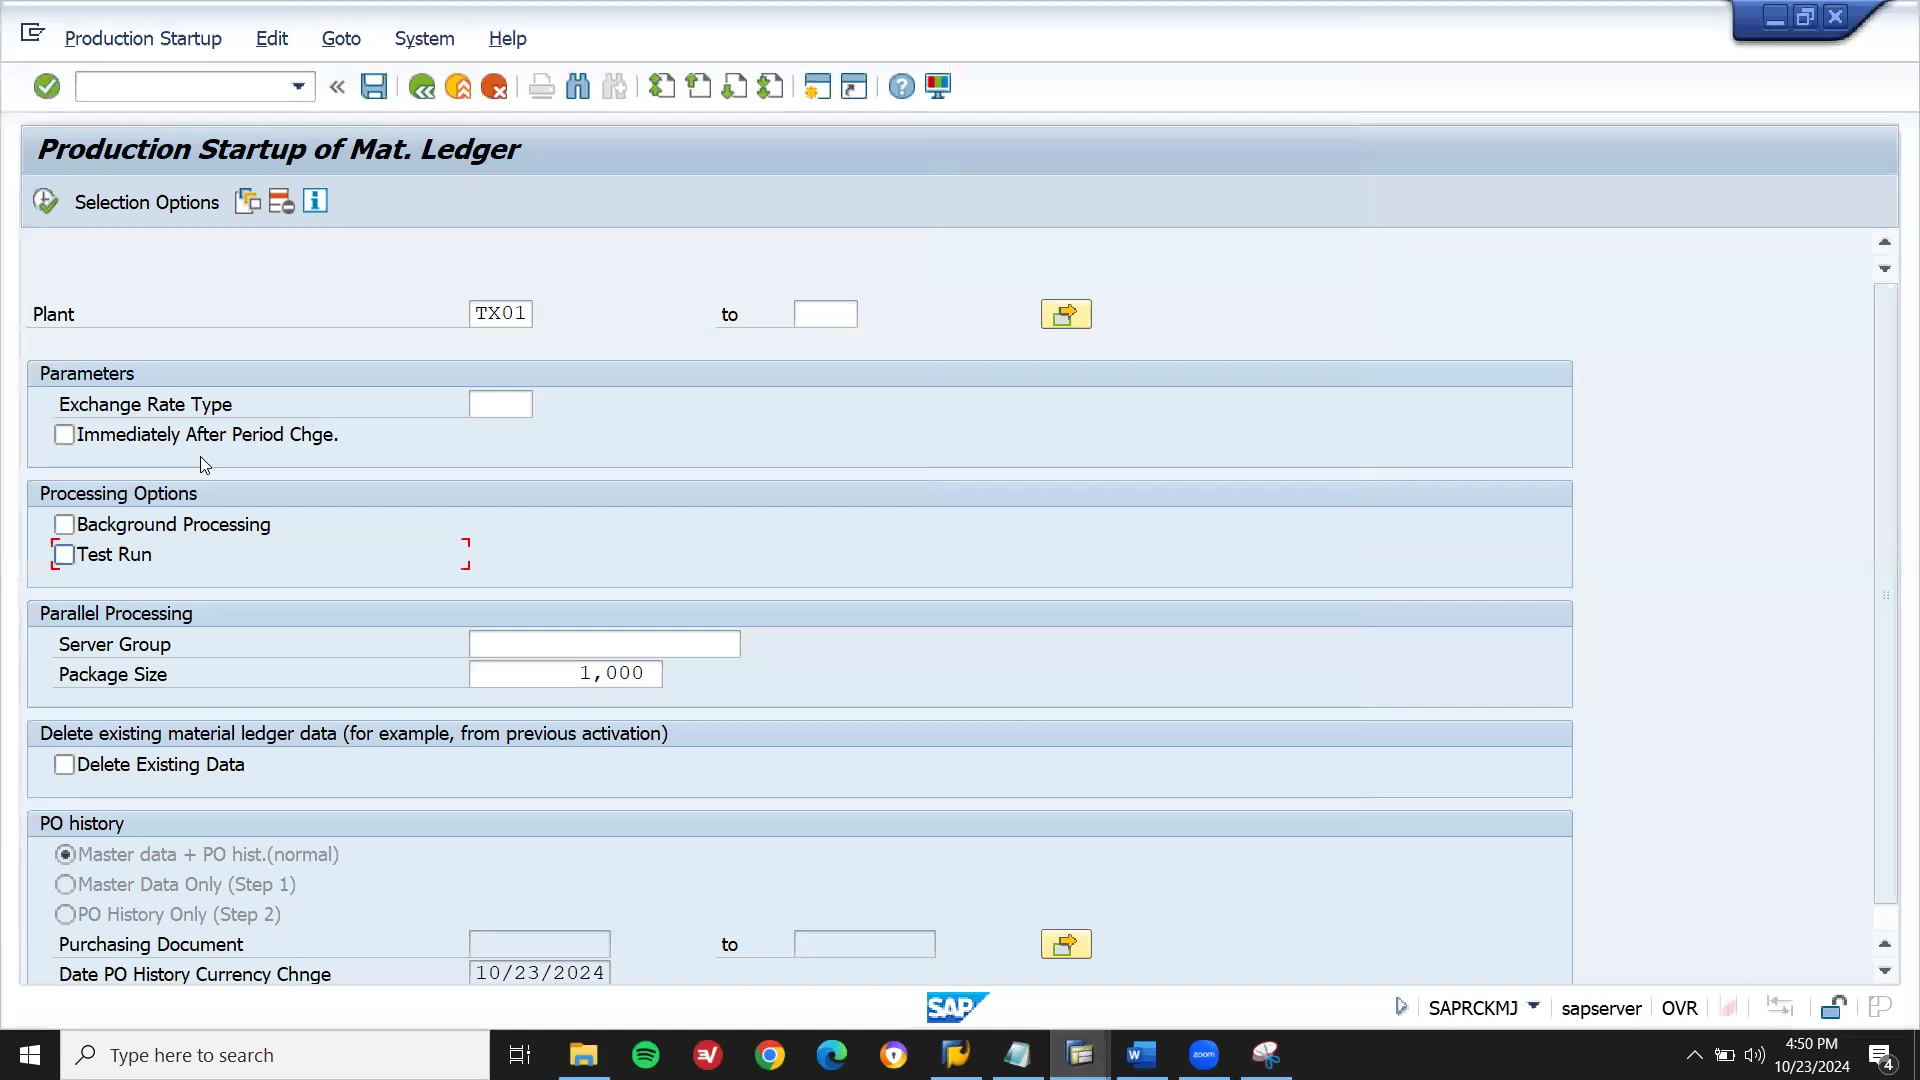 Production Startup Edit Goto System Help
Production Startup of Mat. Ledger
Selection Options
Plant TX01 to
Parameters
Exchange Rate Type
Immediately After Period Chge.
Processing Options
Background Processing
Test Run
Parallel Processing
Server Group
Package Size 1,000
Delete existing material ledger data (for example, from previous activation)
Delete Existing Data
PO history
Master data + PO hist.(normal)
Master Data Only (Step 1)
PO History Only (Step 2)
Purchasing Document to
Date PO History Currency Chnge 10/23/2024
SAP SAPRCKMJ sapserver OVR
Type here to search zoom 4:50 PM
10/23/2024 4